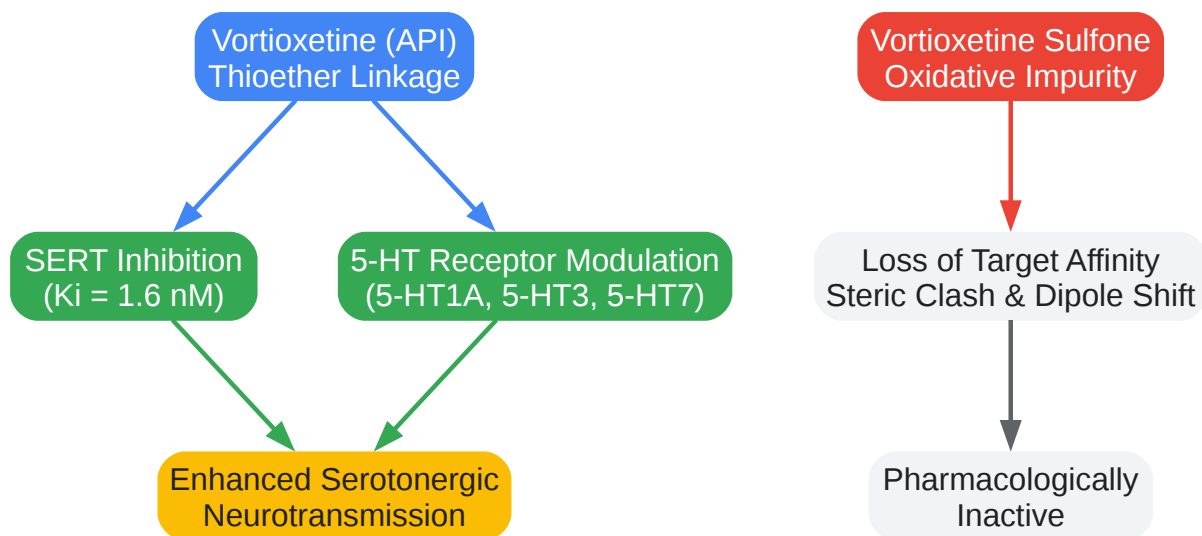 Vortioxetine (API)
Thioether Linkage
Vortioxetine Sulfone
Oxidative Impurity
SERT Inhibition
(Ki = 1.6 nM)
5-HT Receptor Modulation
(5-HT1A, 5-HT3, 5-HT7)
Loss of Target Affinity
Steric Clash & Dipole Shift
Enhanced Serotonergic
Neurotransmission
Pharmacologically
Inactive